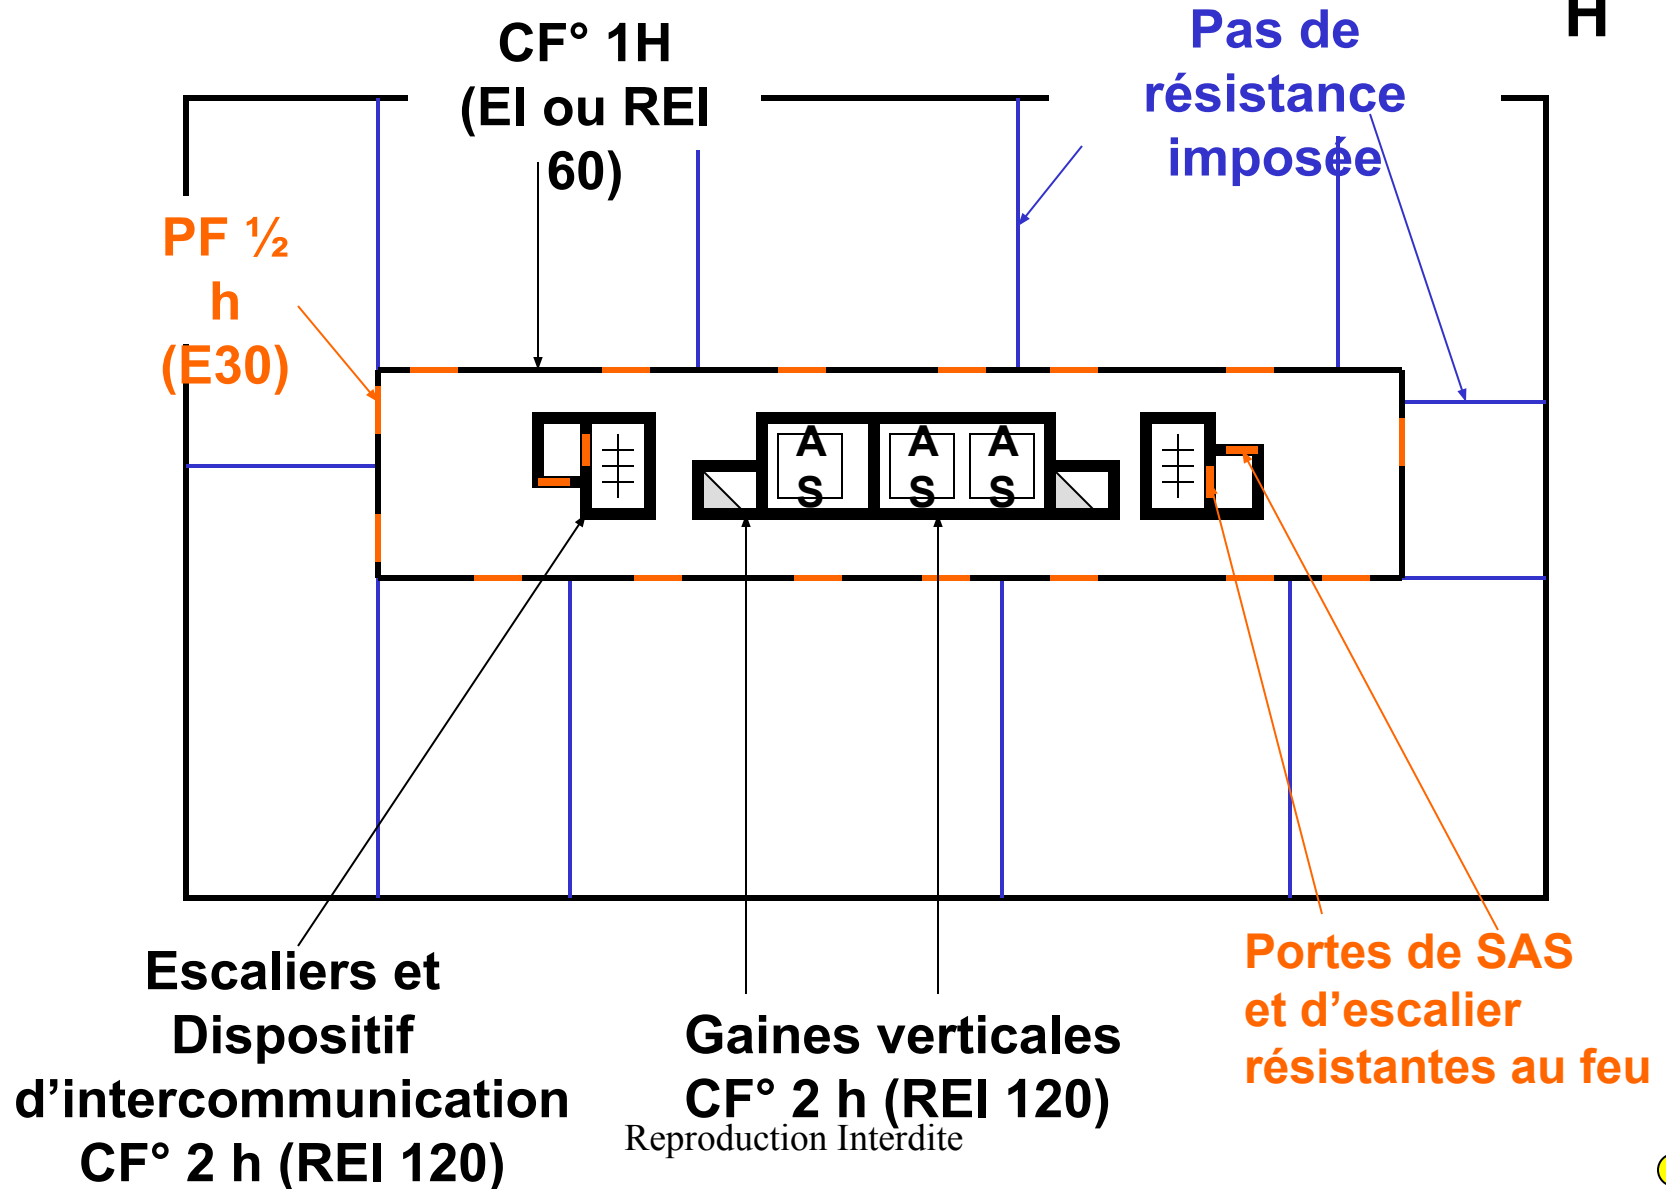 H
CF° 1H
(EI ou REI
60)
Pas de
résistance
imposée
PF ½
h
(E30)
A
S
A
S
A
S
Escaliers et
Dispositif
d’intercommunication
CF° 2 h (REI 120)
Gaines verticales
CF° 2 h (REI 120)
Portes de SAS
et d’escalier
résistantes au feu
Reproduction Interdite